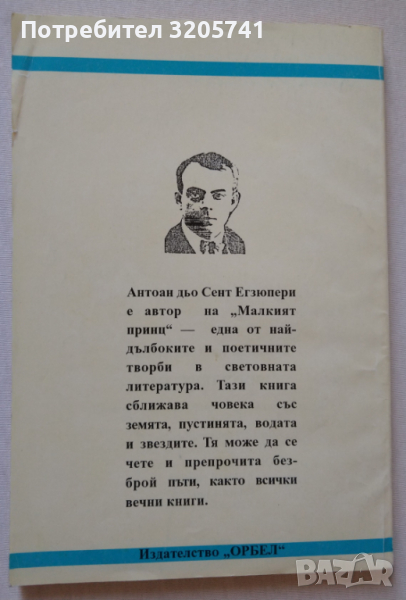 Потребител 3205741
Антоан дьо Сент Егзюпери
е автор на „Малкият
принц“ — една от най-
дълбоките и поетичните
творби в световната
литература. Тази книга
сближава човека със
земята, пустинята, водата
и звездите. Тя може да се
чете и препрочита без-
брой пъти, както всички
вечни книги.
Издателство „ОРБЕЛ“
BAZAR